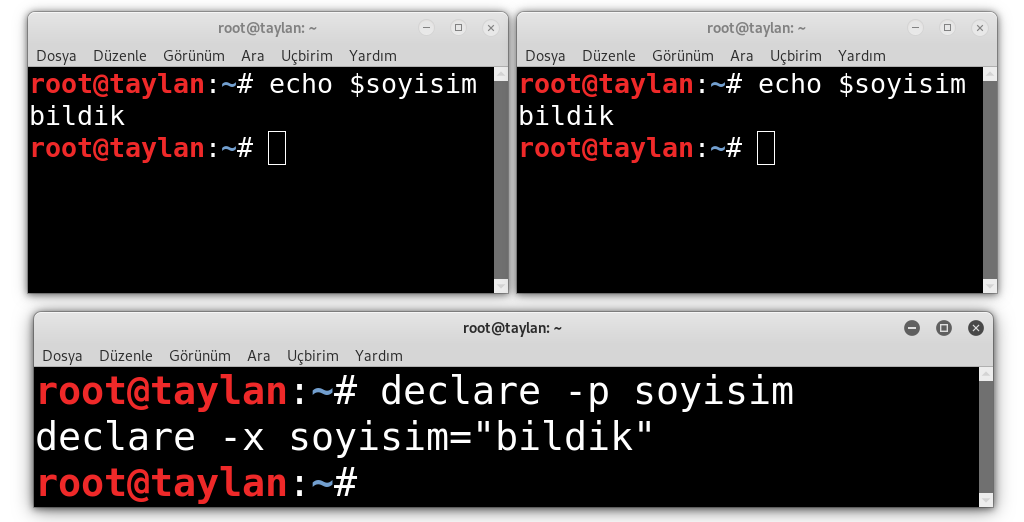 root@taylan: ~
Dosya Düzenle Görünüm Ara Uçbirim Yardım
root@taylan:~# echo $soyisim
bildik
root@taylan:~#
root@taylan: ~
Dosya Düzenle Görünüm Ara Uçbirim Yardım
root@taylan:~# echo $soyisim
bildik
root@taylan:~#
root@taylan: ~
Dosya Düzenle Görünüm Ara Uçbirim Yardım
root@taylan:~# declare -p soyisim
declare -x soyisim="bildik"
root@taylan:~#